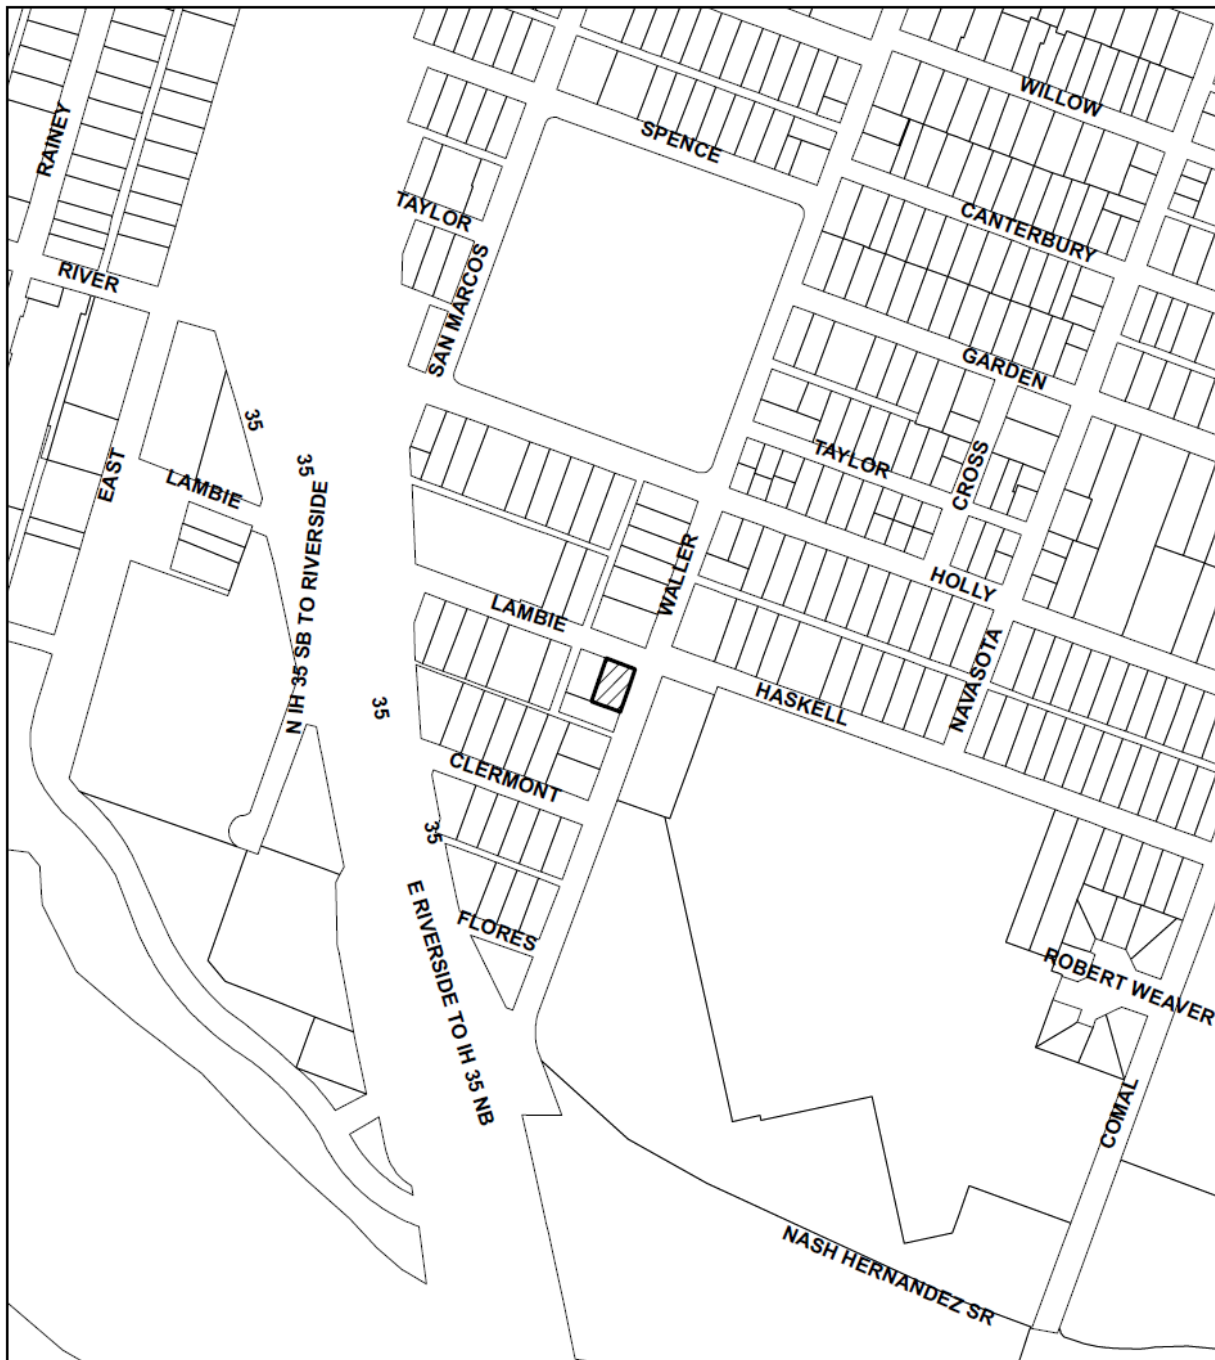 WILLOW
RAINEY
SPENCE
TAYLOR
CANTERBURY
RIVER
SAN MARCOS
GARDEN
35
35
EAST
LAMBIE
TAYLOR
CROSS
N IH 35 SB TO RIVERSIDE
WALLER
HOLLY
LAMBIE
NAVASOTA
HASKELL
35
CLERMONT
35
E RIVERSIDE TO IH 35 NB
FLORES
ROBERT WEAVER
COMAL
NASH HERNANDEZ SR